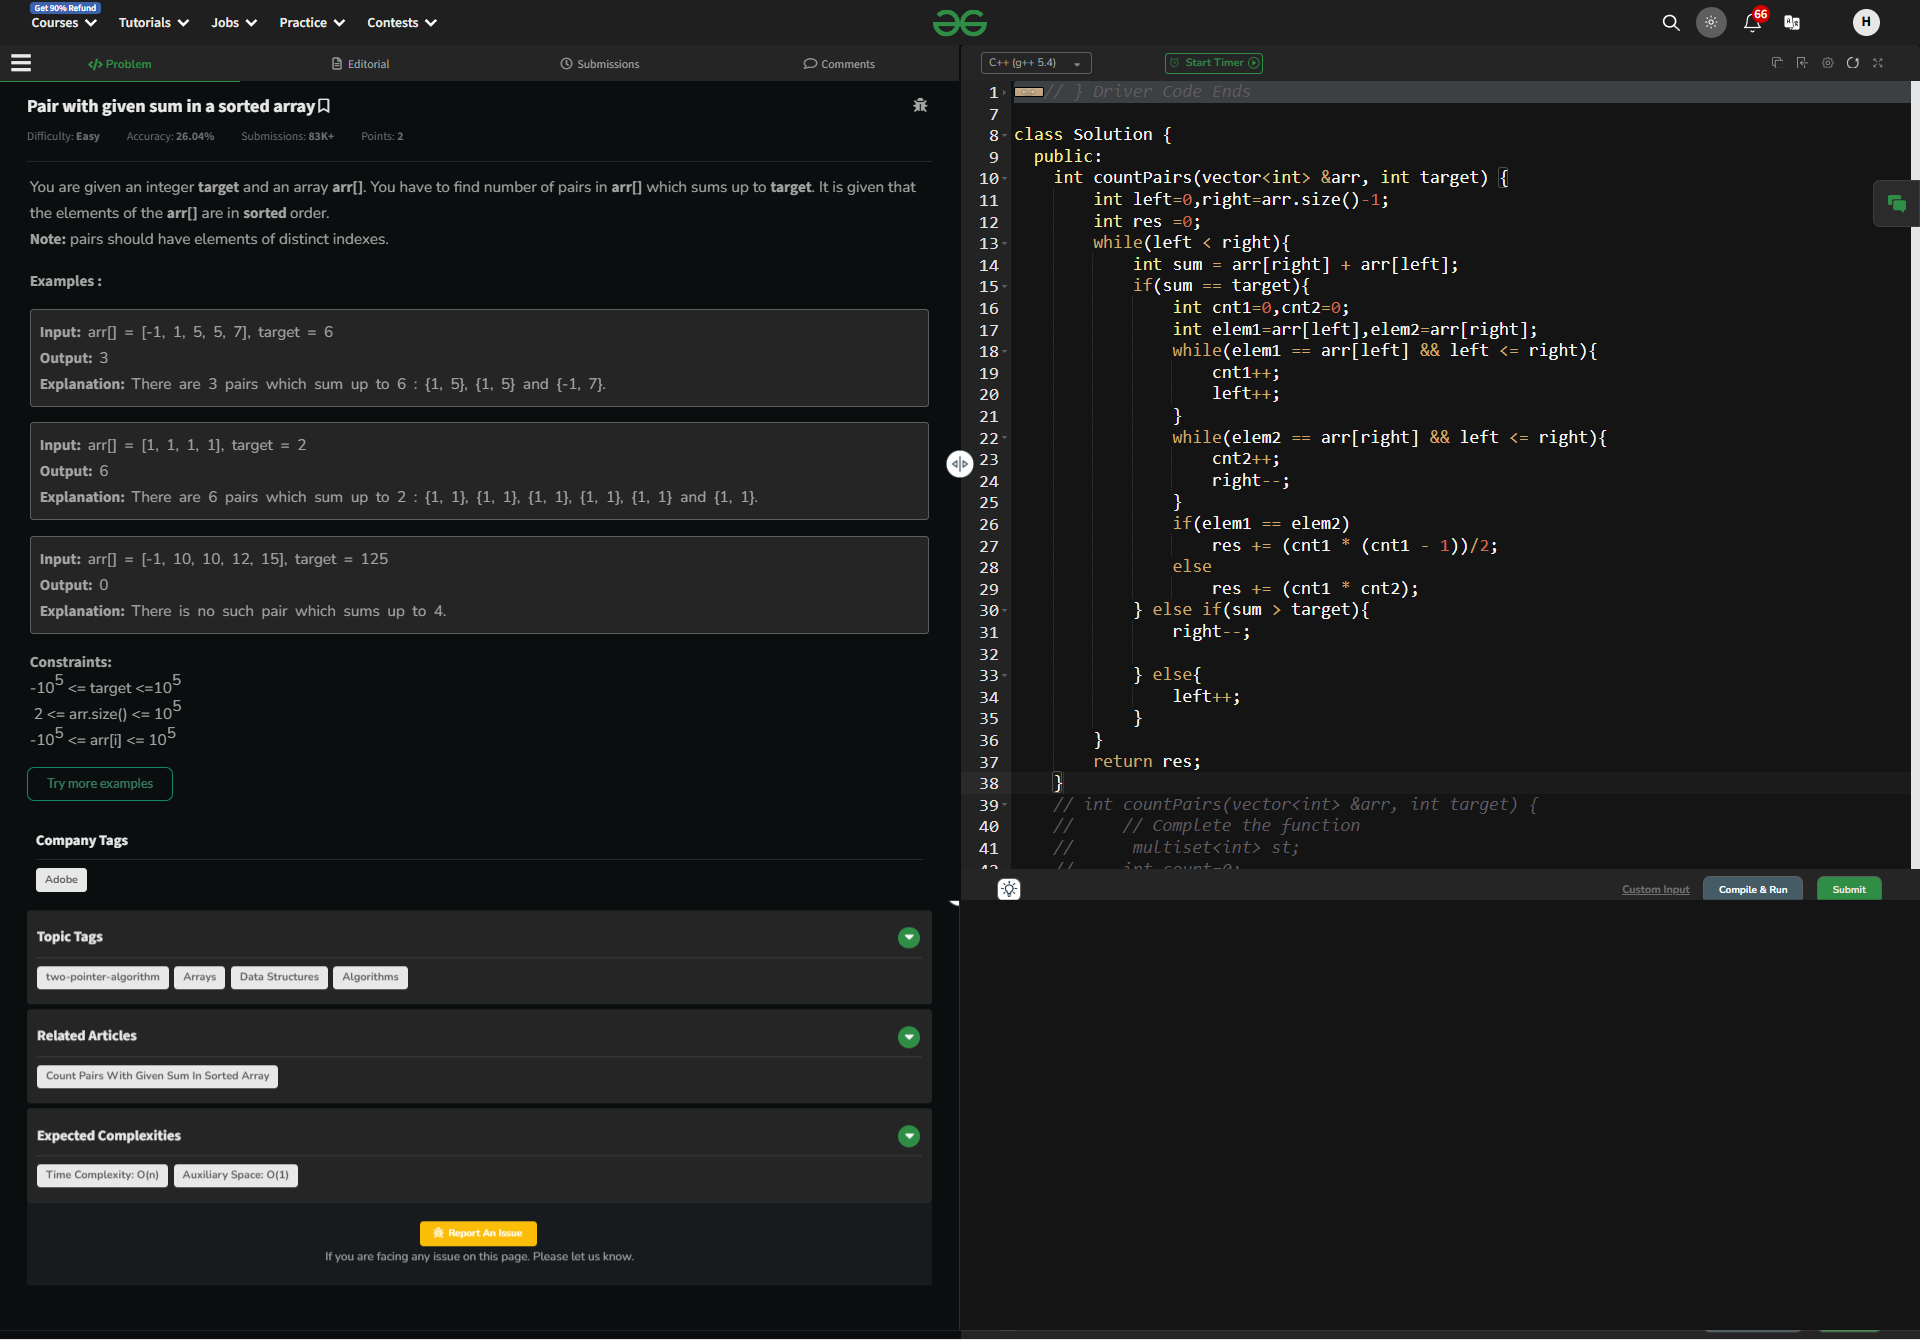 Get 90% Refund
Courses
Tutorials
Jobs
Practice
Contests
66
H
</> Problem
Editorial
Submissions
Comments
Pair with given sum in a sorted array
Difficulty: Easy Accuracy: 26.04% Submissions: 83K+ Points: 2
You are given an integer target and an array arr[]. You have to find number of pairs in arr[] which sums up to target. It is given that
the elements of the arr[] are in sorted order.
Note: pairs should have elements of distinct indexes.
Examples :
Input: arr[] = [-1, 1, 5, 5, 7], target = 6
Output: 3
Explanation: There are 3 pairs which sum up to 6 : {1, 5}, {1, 5} and {-1, 7}.
Input: arr[] = [1, 1, 1, 1], target = 2
Output: 6
Explanation: There are 6 pairs which sum up to 2 : {1, 1}, {1, 1}, {1, 1}, {1, 1}, {1, 1} and {1, 1}.
Input: arr[] = [-1, 10, 10, 12, 15], target = 125
Output: 0
Explanation: There is no such pair which sums up to 4.
Constraints:
-10^5 <= target <=10^5
2 <= arr.size() <= 10^5
-10^5 <= arr[i] <= 10^5
Try more examples
Company Tags
Adobe
Topic Tags
two-pointer-algorithm Arrays Data Structures Algorithms
Related Articles
Count Pairs With Given Sum In Sorted Array
Expected Complexities
Time Complexity: O(n) Auxiliary Space: O(1)
Report An Issue
If you are facing any issue on this page. Please let us know.
C++ (g++ 5.4)
Start Timer
1 // } Driver Code Ends
7
8 class Solution {
9 public:
10 int countPairs(vector<int> &arr, int target) {
11 int left=0,right=arr.size()-1;
12 int res =0;
13 while(left < right){
14 int sum = arr[right] + arr[left];
15 if(sum == target){
16 int cnt1=0,cnt2=0;
17 int elem1=arr[left],elem2=arr[right];
18 while(elem1 == arr[left] && left <= right){
19 cnt1++;
20 left++;
21 }
22 while(elem2 == arr[right] && left <= right){
23 cnt2++;
24 right--;
25 }
26 if(elem1 == elem2)
27 res += (cnt1 * (cnt1 - 1))/2;
28 else
29 res += (cnt1 * cnt2);
30 } else if(sum > target){
31 right--;
32
33 } else{
34 left++;
35 }
36 }
37 return res;
38 }
39 // int countPairs(vector<int> &arr, int target) {
40 // // Complete the function
41 // multiset<int> st;
42 // int count=0;
Custom Input
Compile & Run
Submit